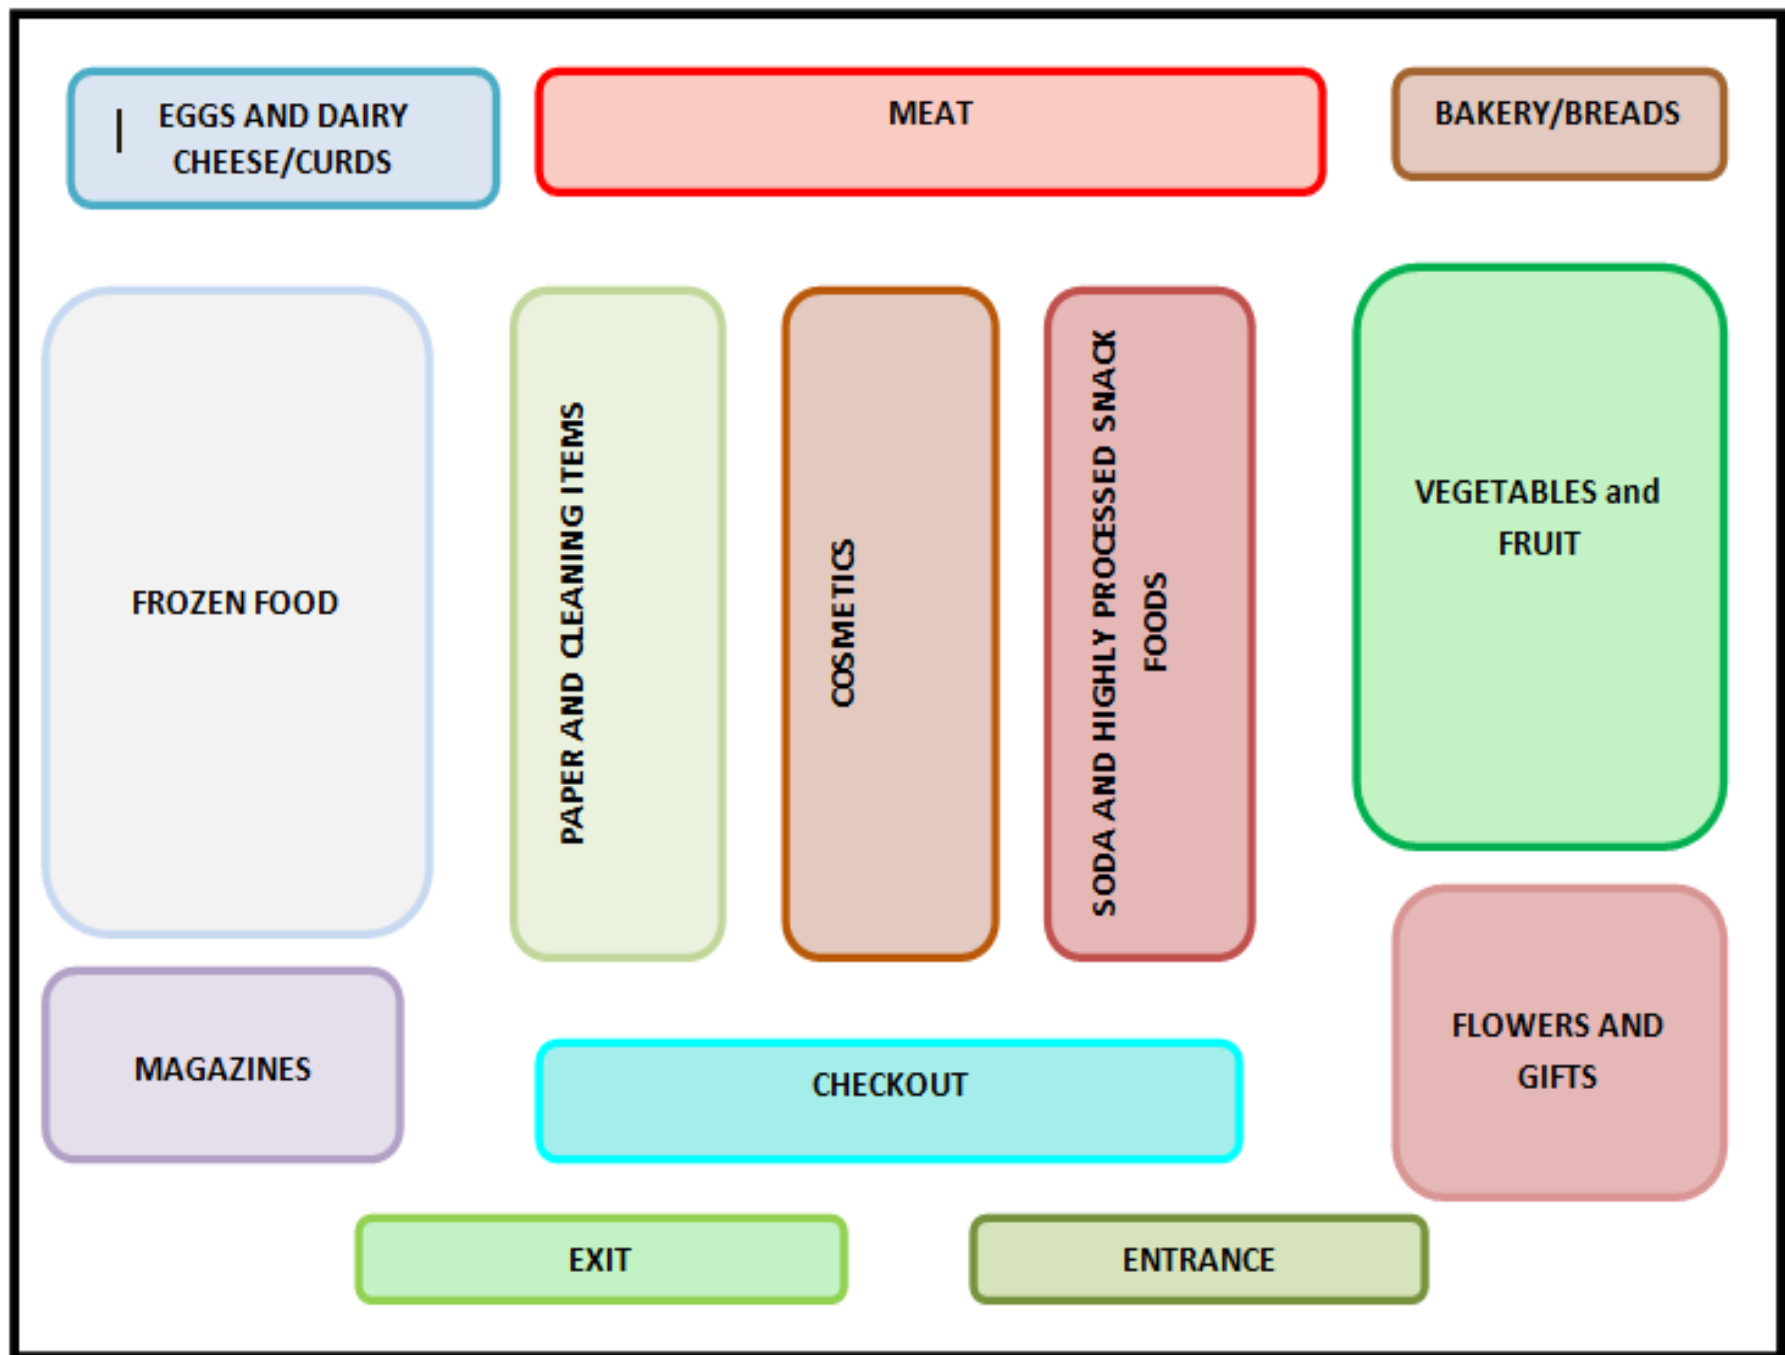 EGGS AND DAIRY
CHEESE/CURDS
MEAT
BAKERY/BREADS
FROZEN FOOD
PAPER AND CLEANING ITEMS
COSMETICS
SODA AND HIGHLY PROCESSED SNACK
FOODS
VEGETABLES and
FRUIT
MAGAZINES
CHECKOUT
FLOWERS AND
GIFTS
EXIT
ENTRANCE